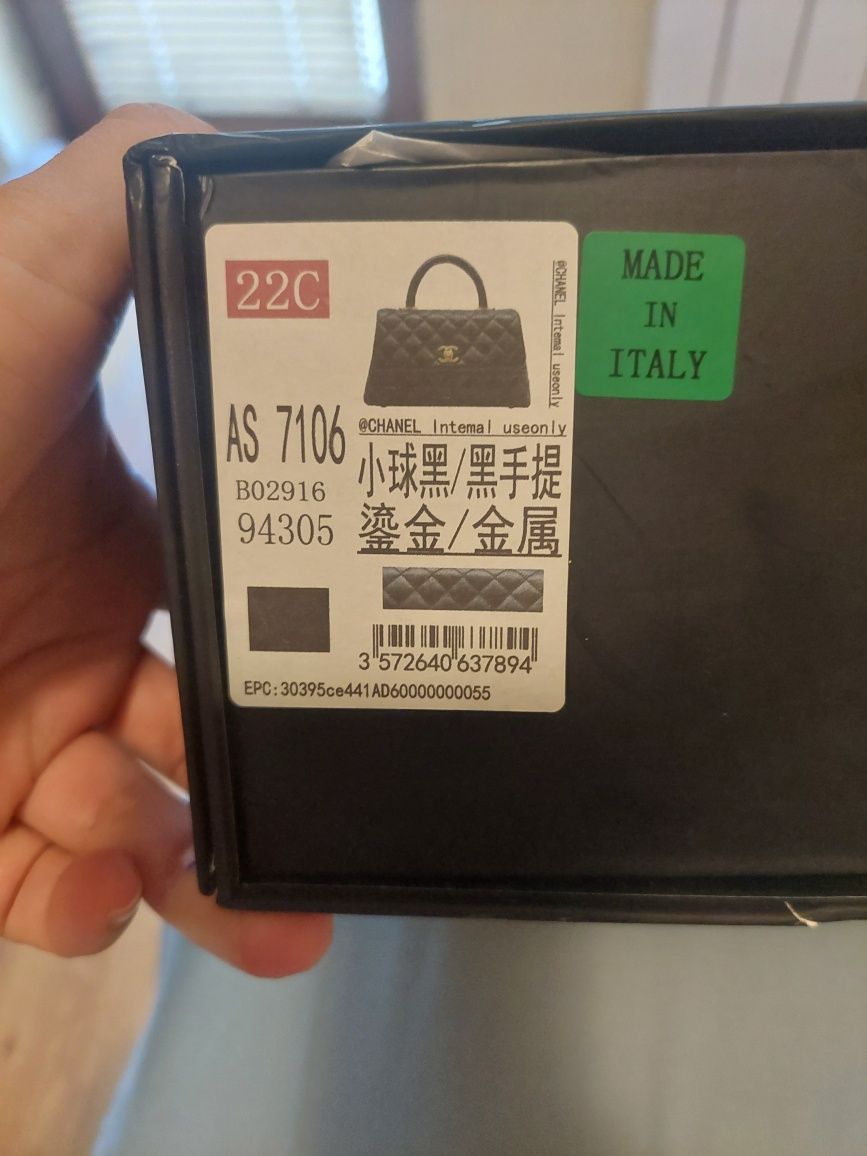 22C
@CHANEL Intemal useonly
AS 7106
B02916
94305
@CHANEL Intemal useonly
小球黑/黑手提
鎏金/金属
3 572640 637894
EPC:30395ce441AD60000000055
MADE
IN
ITALY